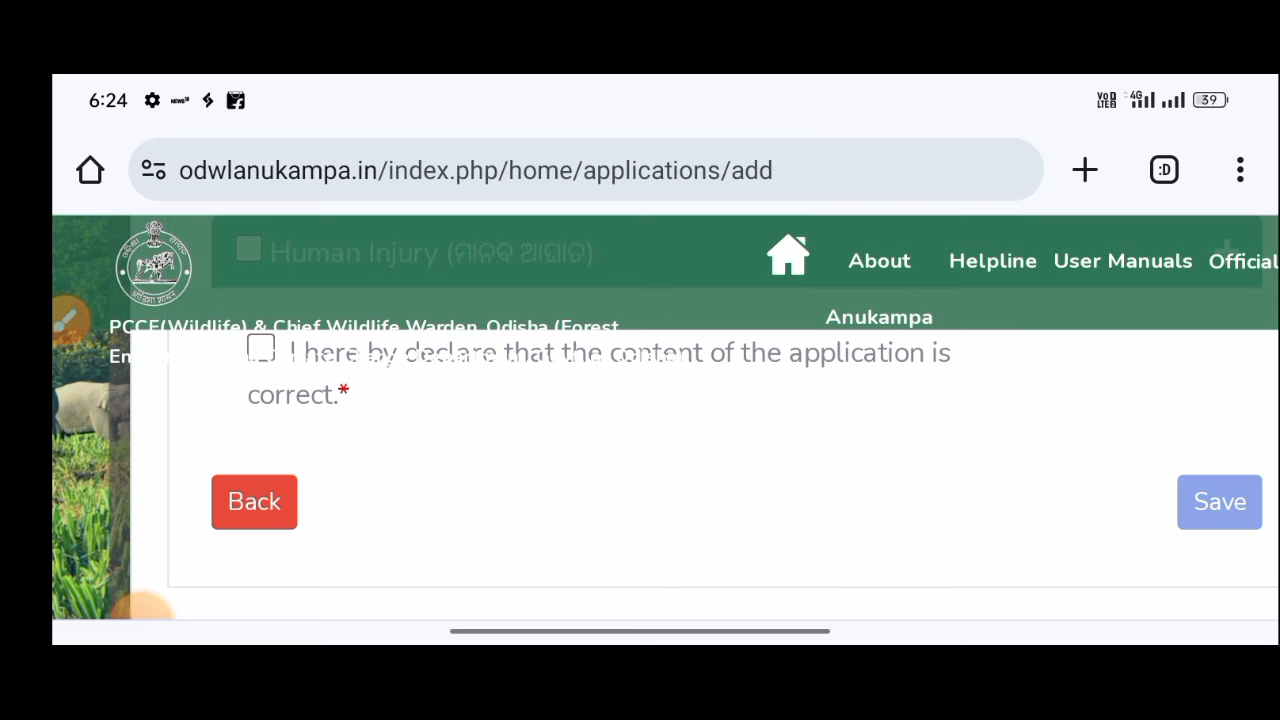 6:24
39
odwlanukampa.in/index.php/home/applications/add
Human Injury (ମାନବ ଆଘାତ)
About
Helpline
User Manuals
Official
Anukampa
PCCF(Wildlife) & Chief Wildlife Warden, Odisha (Forest
I here by declare that the content of the application is
correct.*
Back
Save